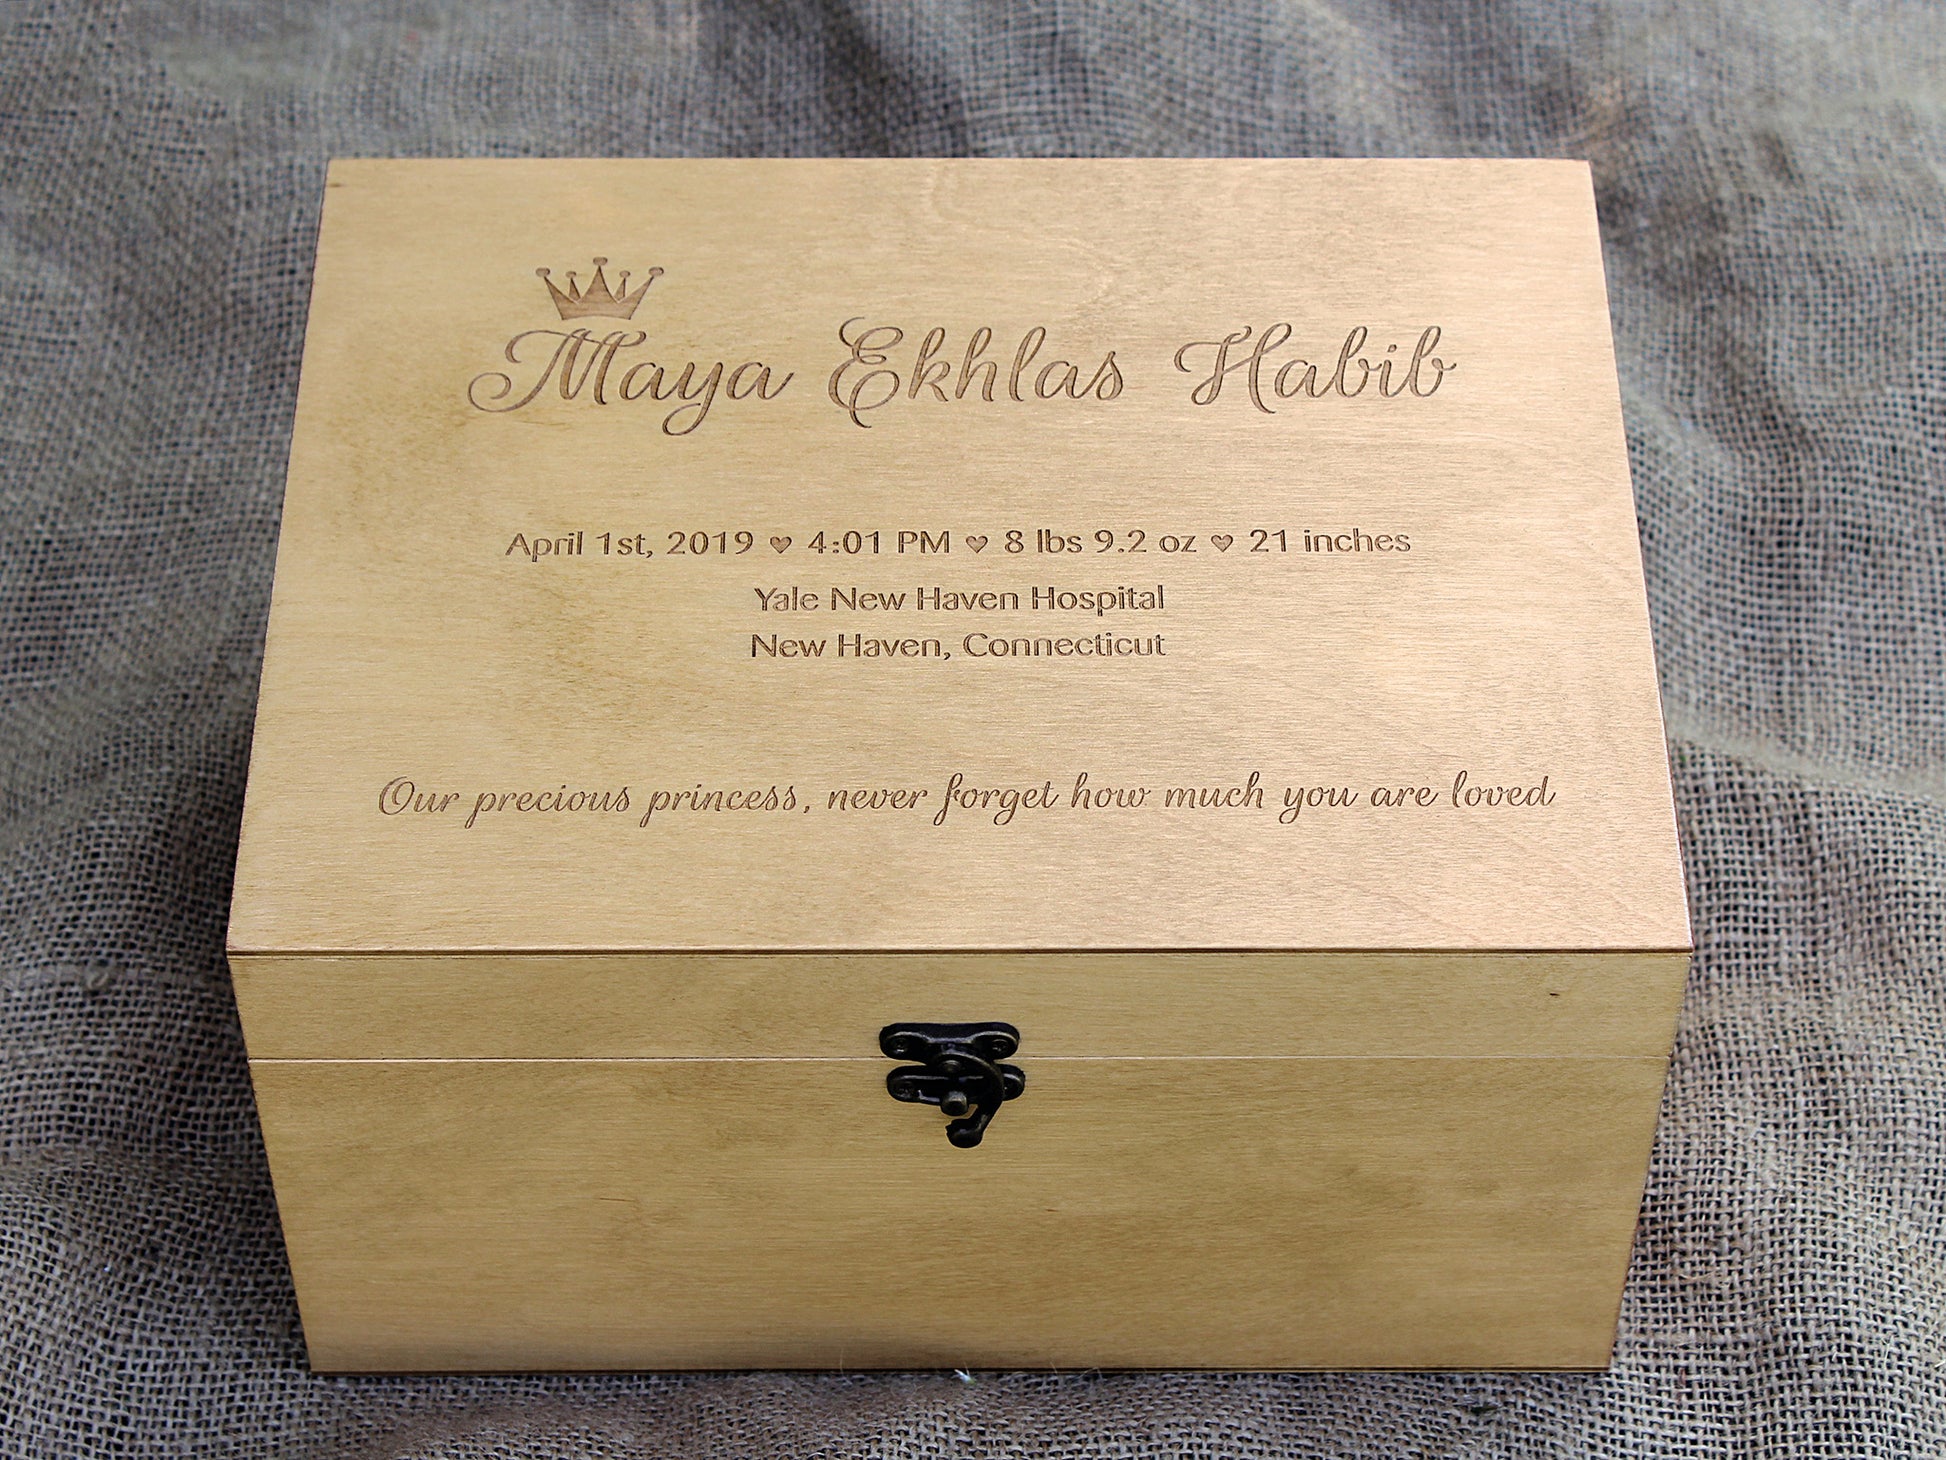 Maya Ekhlas Habib
April 1st, 2019 ♥ 4:01 PM ♥ 8 lbs 9.2 oz ♥ 21 inches
Yale New Haven Hospital
New Haven, Connecticut
Our precious princess, never forget how much you are loved